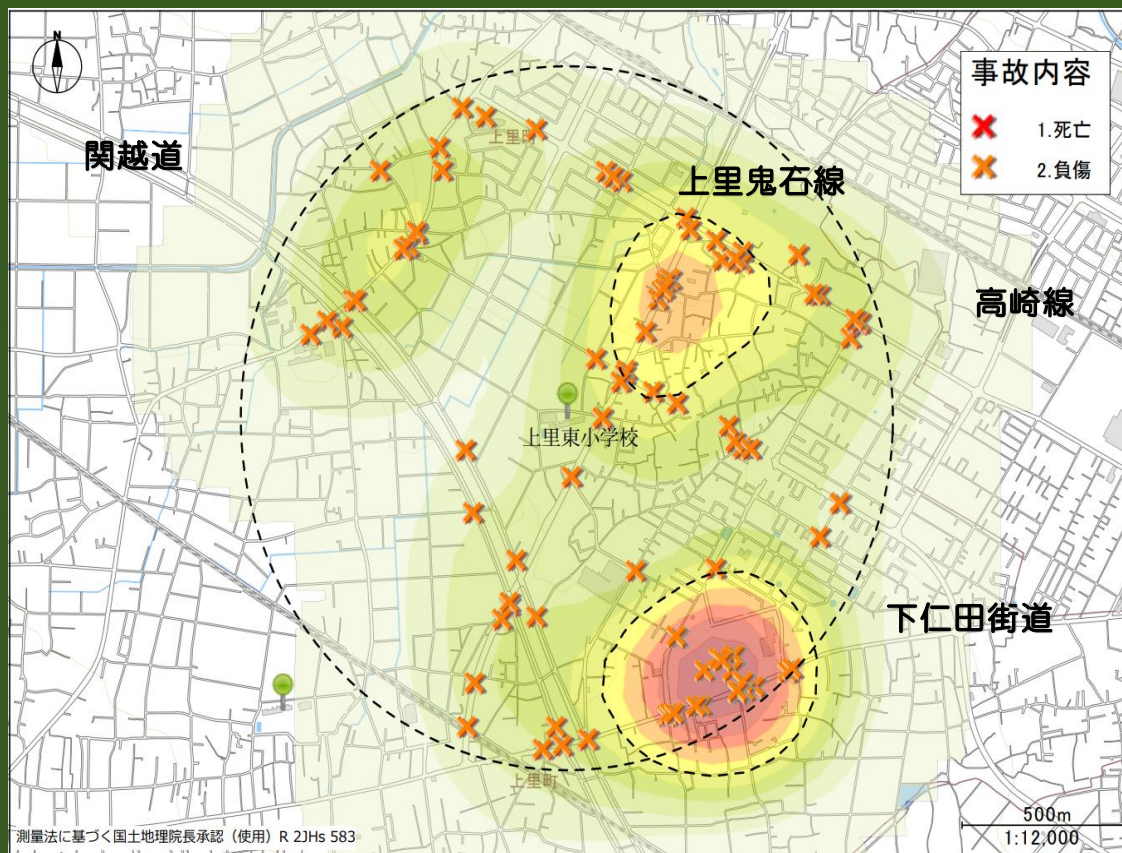 N
関越道
上里町
上里鬼石線
事故内容
1.死亡
2.負傷
高崎線
上里東小学校
下仁田街道
上里町
500m
1:12,000
測量法に基づく国土地理院長承認（使用）R 2JHs 583